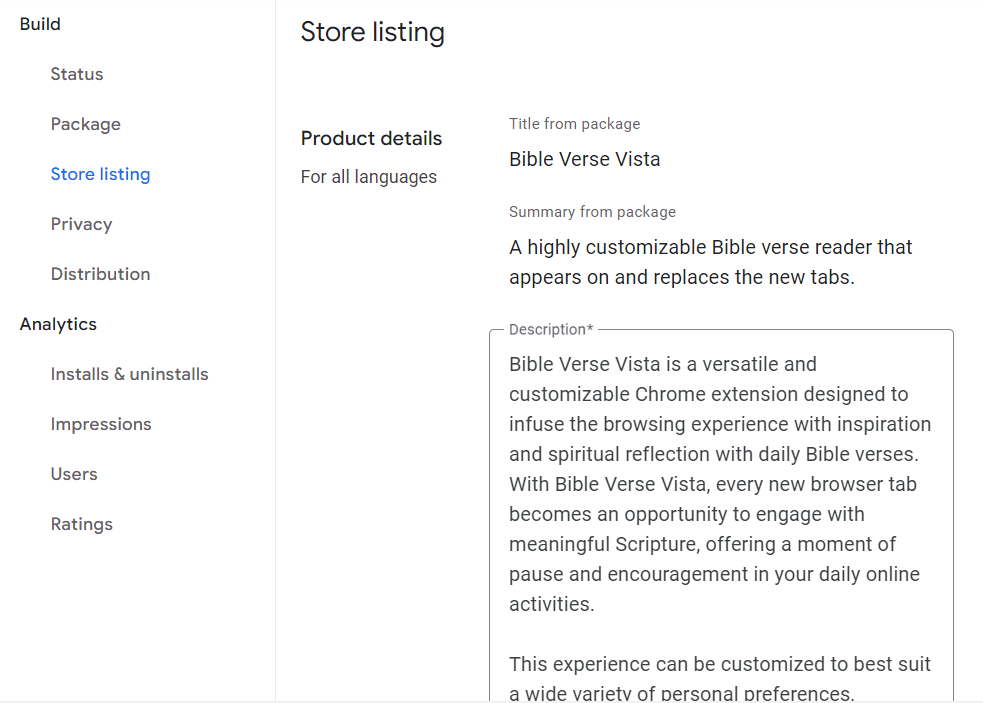 Build
Status
Package
Store listing
Privacy
Distribution
Analytics
Installs & uninstalls
Impressions
Users
Ratings
Store listing
Product details
For all languages
Title from package
Bible Verse Vista
Summary from package
A highly customizable Bible verse reader that
appears on and replaces the new tabs.
Description*
Bible Verse Vista is a versatile and
customizable Chrome extension designed to
infuse the browsing experience with inspiration
and spiritual reflection with daily Bible verses.
With Bible Verse Vista, every new browser tab
becomes an opportunity to engage with
meaningful Scripture, offering a moment of
pause and encouragement in your daily online
activities.
This experience can be customized to best suit
a wide variety of personal preferences.